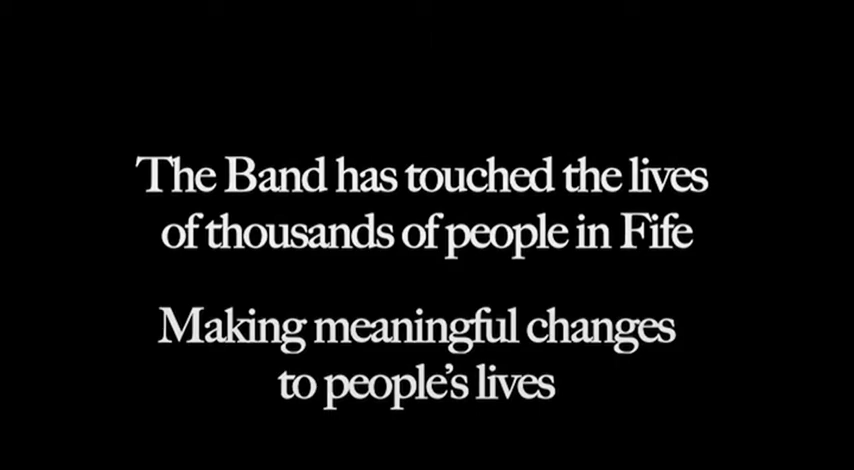 The Band has touched the lives
of thousands of people in Fife
Making meaningful changes
to people's lives